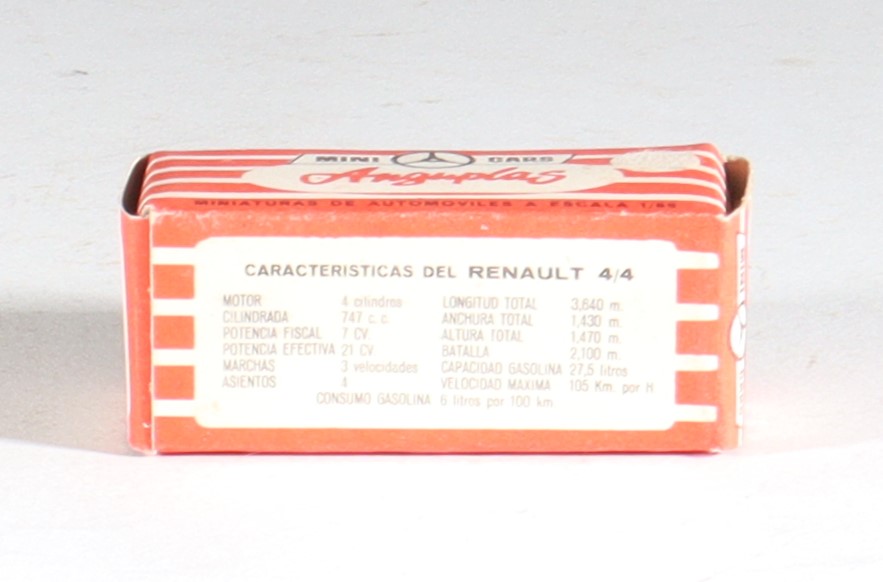 MINI CARS
Anguplas
MINIATURAS DE AUTOMOVILES A ESCALA 1/86
CARACTERISTICAS DEL RENAULT 4/4
MOTOR 4 cilindros LONGITUD TOTAL 3,640 m.
CILINDRADA 747 c. c. ANCHURA TOTAL 1,430 m.
POTENCIA FISCAL 7 CV. ALTURA TOTAL 1,470 m.
POTENCIA EFECTIVA 21 CV BATALLA 2,100 m.
MARCHAS 3 velocidades CAPACIDAD GASOLINA 27,5 litros
ASIENTOS 4 VELOCIDAD MAXIMA 105 Km. por H
CONSUMO GASOLINA 6 litros por 100 km
MINI